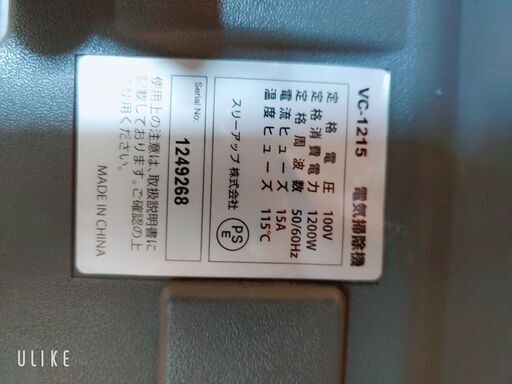 VC-1215 電気掃除機
定格電圧 100V
定格消費電力 1200W
定格周波数 50/60Hz
電流ヒューズ 15A
温度ヒューズ 115℃
スリーアップ 株式会社
PS
E
Serial No:
1249268
使用上の注意は、取扱説明書に
記載しております。ご確認の上
ご利用ください。
MADE IN CHINA
ULIKE